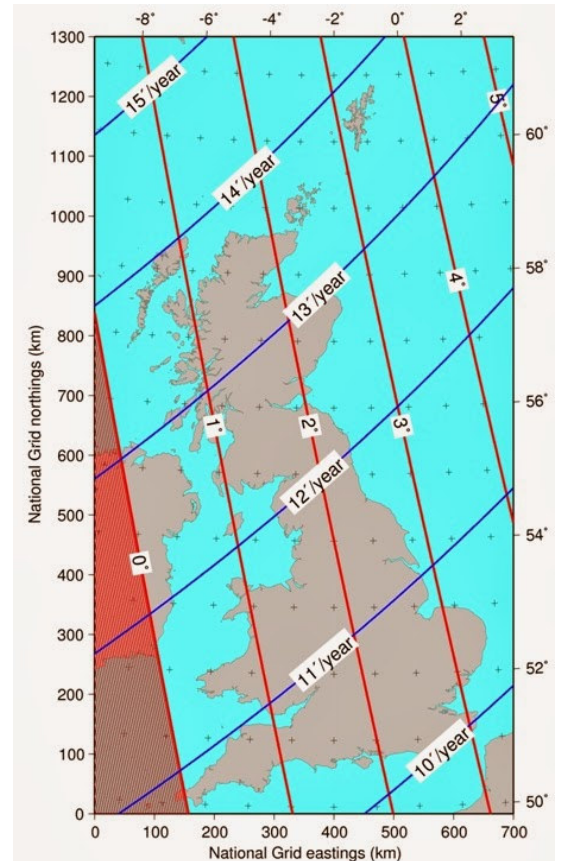 -8° -6° -4° -2° 0° 2°
1300
1200
1100
1000
900
800
700
600
500
400
300
200
100
0
National Grid northings (km)
15′/year
5°
14′/year
13′/year
4°
1°
2°
3°
12′/year
0°
11′/year
10′/year
60°
58°
56°
54°
52°
50°
0 100 200 300 400 500 600 700
National Grid eastings (km)